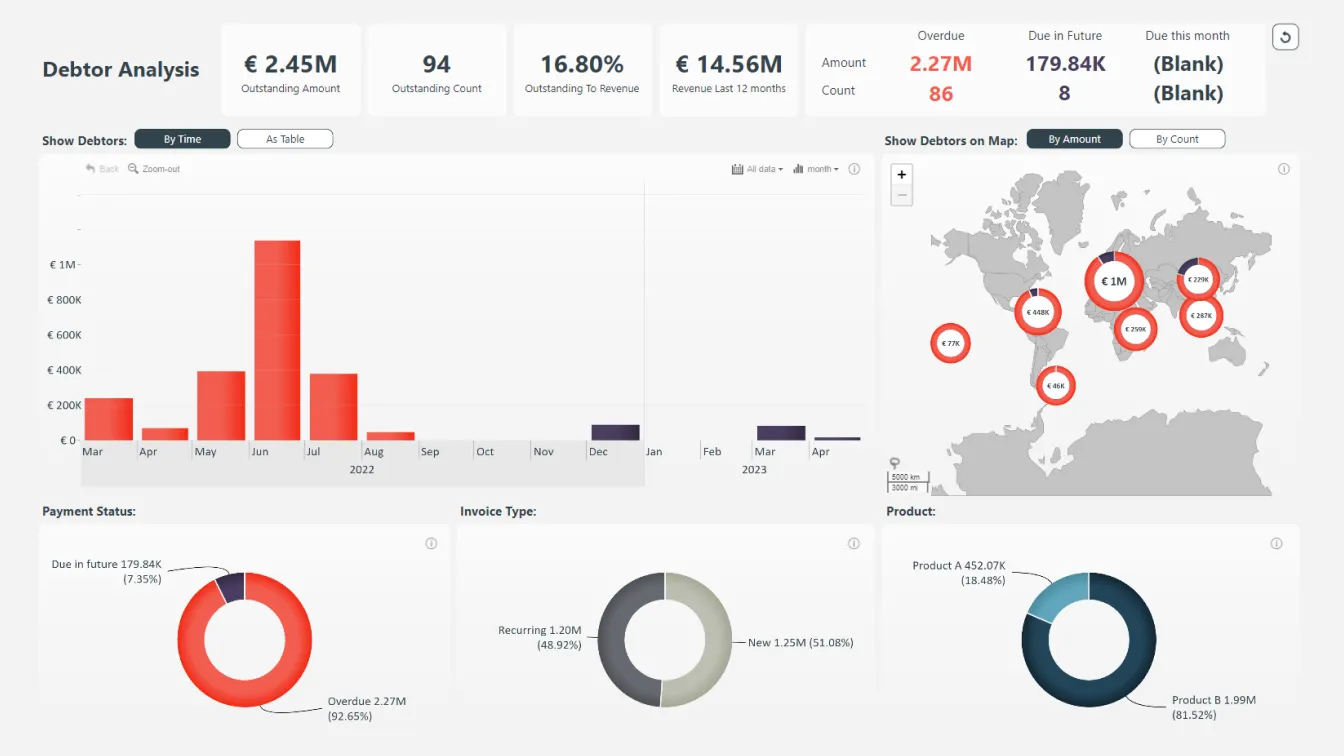 Debtor Analysis
€ 2.45M
Outstanding Amount
94
Outstanding Count
16.80%
Outstanding To Revenue
€ 14.56M
Revenue Last 12 months
Overdue Due in Future Due this month
Amount 2.27M 179.84K (Blank)
Count 86 8 (Blank)
Show Debtors: By Time As Table
Show Debtors on Map: By Amount By Count
Back Zoom-out All data month
€ 1M
€ 800K
€ 600K
€ 400K
€ 200K
€ 0
Mar Apr May Jun Jul Aug Sep Oct Nov Dec Jan Feb Mar Apr
2022 2023
+
−
€ 1M
€ 229K
€ 448K
€ 287K
€ 259K
€ 77K
€ 46K
5000 km
3000 mi
Payment Status:
Due in future 179.84K
(7.35%)
Overdue 2.27M
(92.65%)
Invoice Type:
Recurring 1.20M
(48.92%)
New 1.25M (51.08%)
Product:
Product A 452.07K
(18.48%)
Product B 1.99M
(81.52%)